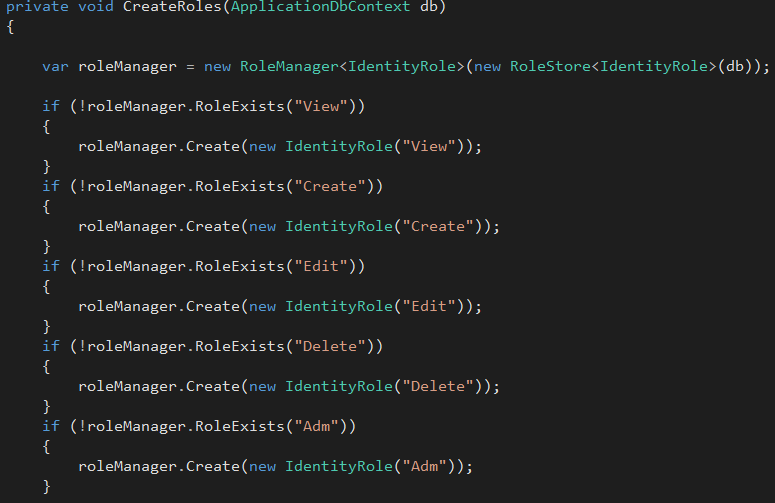 private void CreateRoles(ApplicationDbContext db)
{
var roleManager = new RoleManager<IdentityRole>(new RoleStore<IdentityRole>(db));
if (!roleManager.RoleExists("View"))
{
roleManager.Create(new IdentityRole("View"));
}
if (!roleManager.RoleExists("Create"))
{
roleManager.Create(new IdentityRole("Create"));
}
if (!roleManager.RoleExists("Edit"))
{
roleManager.Create(new IdentityRole("Edit"));
}
if (!roleManager.RoleExists("Delete"))
{
roleManager.Create(new IdentityRole("Delete"));
}
if (!roleManager.RoleExists("Adm"))
{
roleManager.Create(new IdentityRole("Adm"));
}